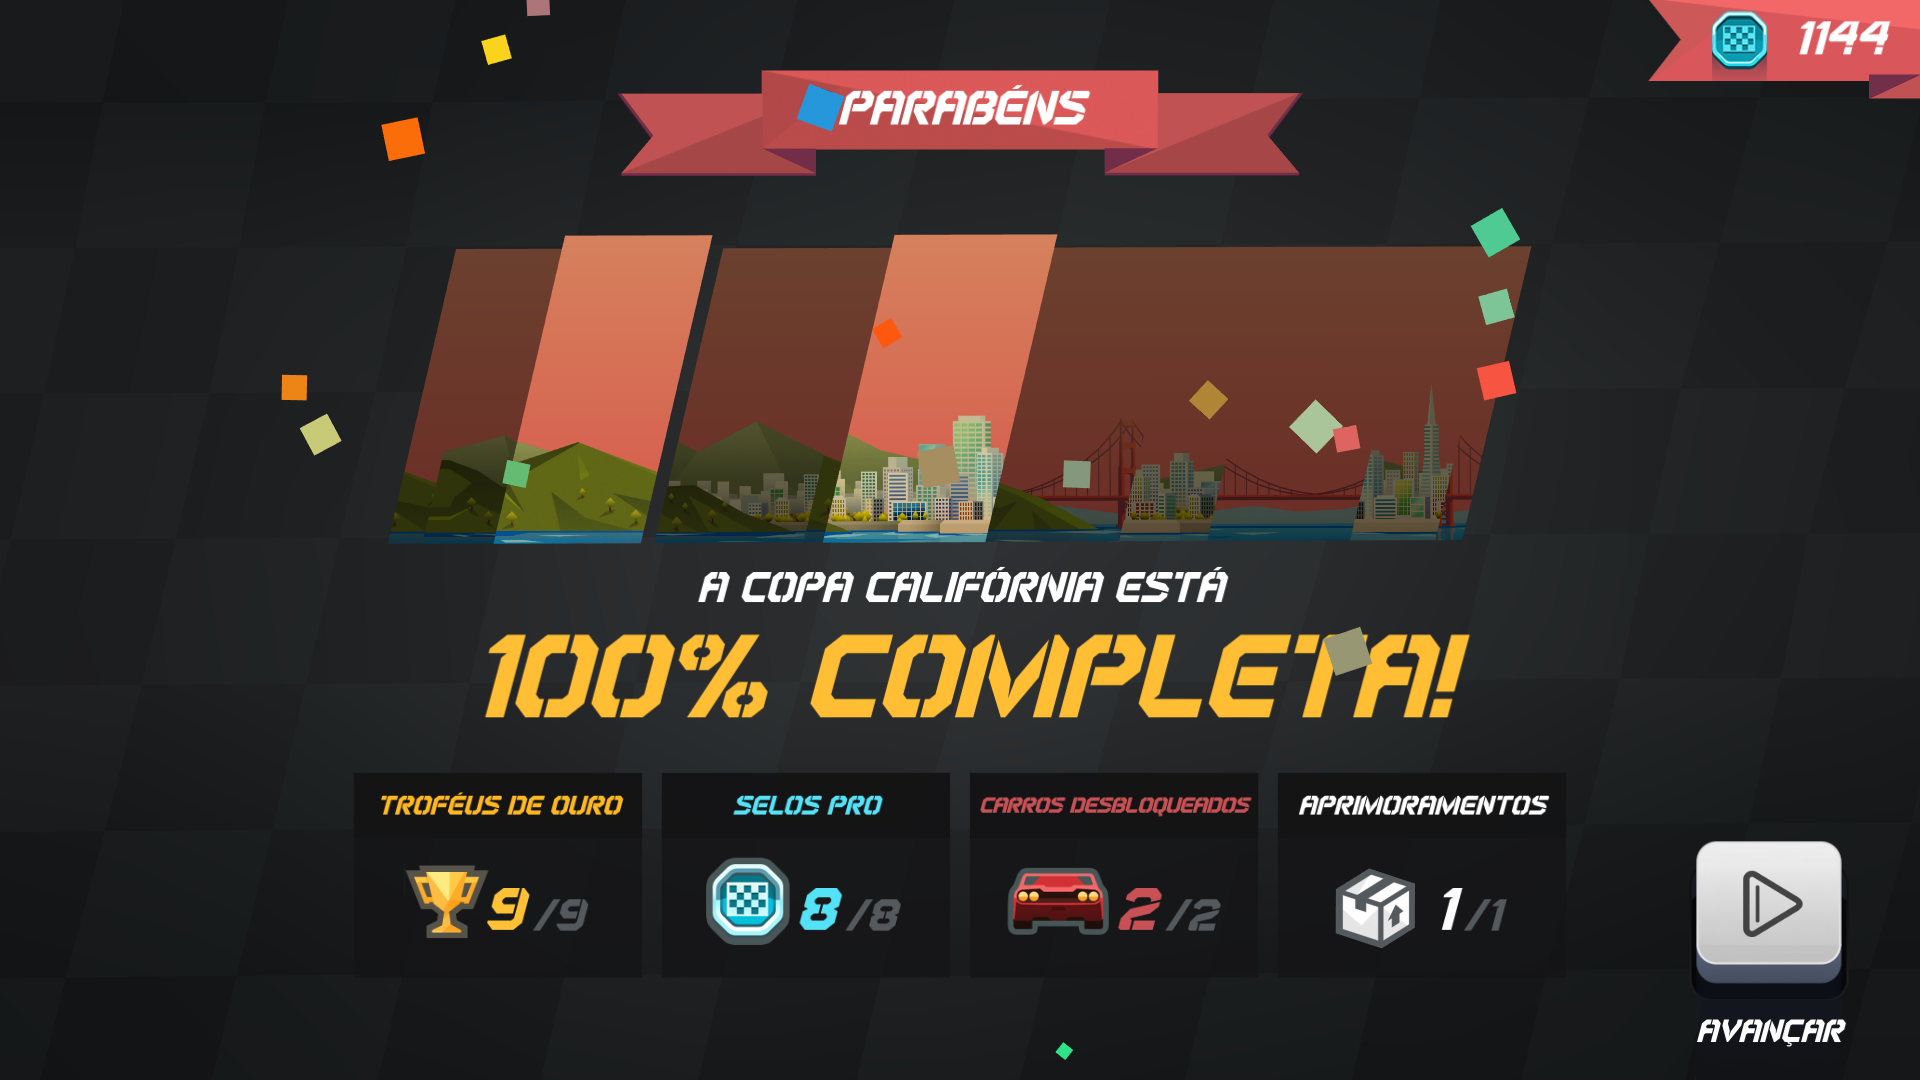 1144
PARABÉNS
A COPA CALIFÓRNIA ESTÁ
100% COMPLETA!
TROFÉUS DE OURO
9/9
SELOS PRO
8/8
CARROS DESBLOQUEADOS
2/2
APRIMORAMENTOS
1/1
AVANÇAR